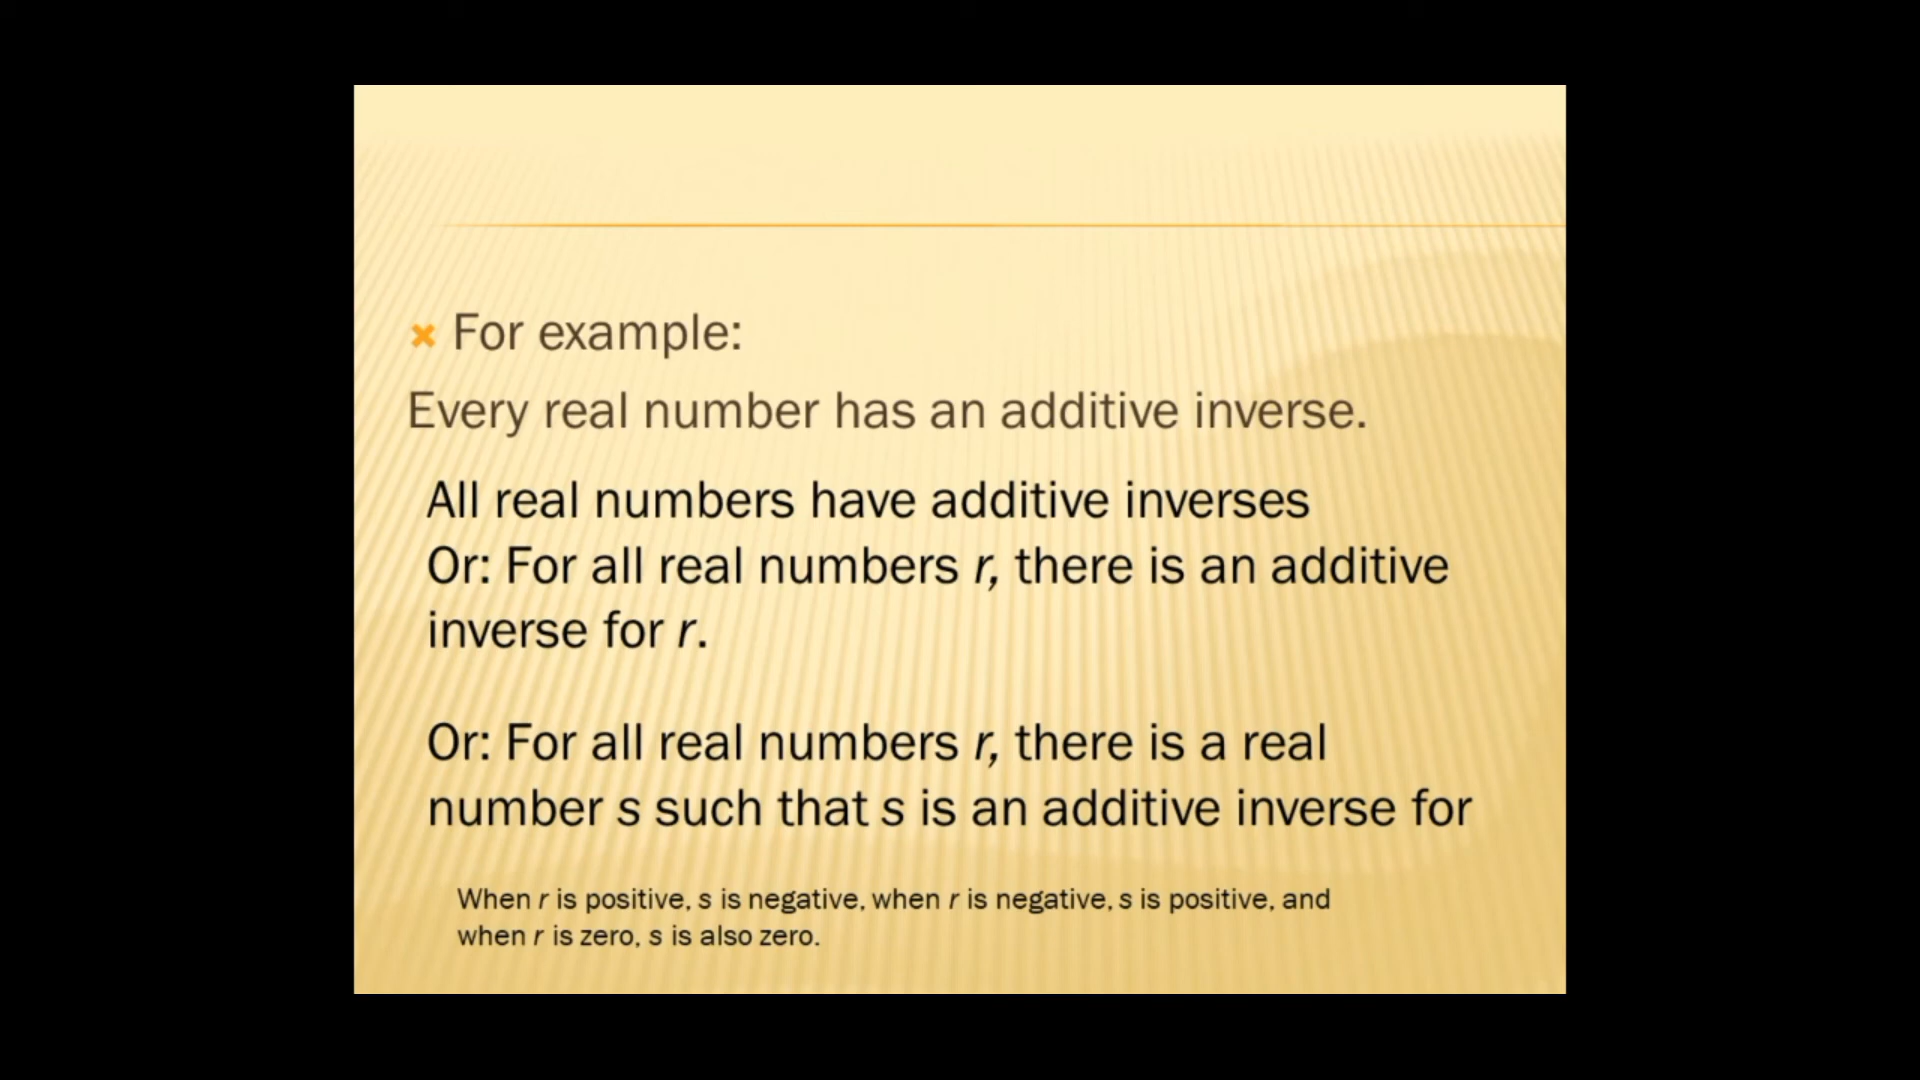 For example:
Every real number has an additive inverse.
All real numbers have additive inverses
Or: For all real numbers r, there is an additive
inverse for r.
Or: For all real numbers r, there is a real
number s such that s is an additive inverse for
When r is positive, s is negative, when r is negative, s is positive, and
when r is zero, s is also zero.